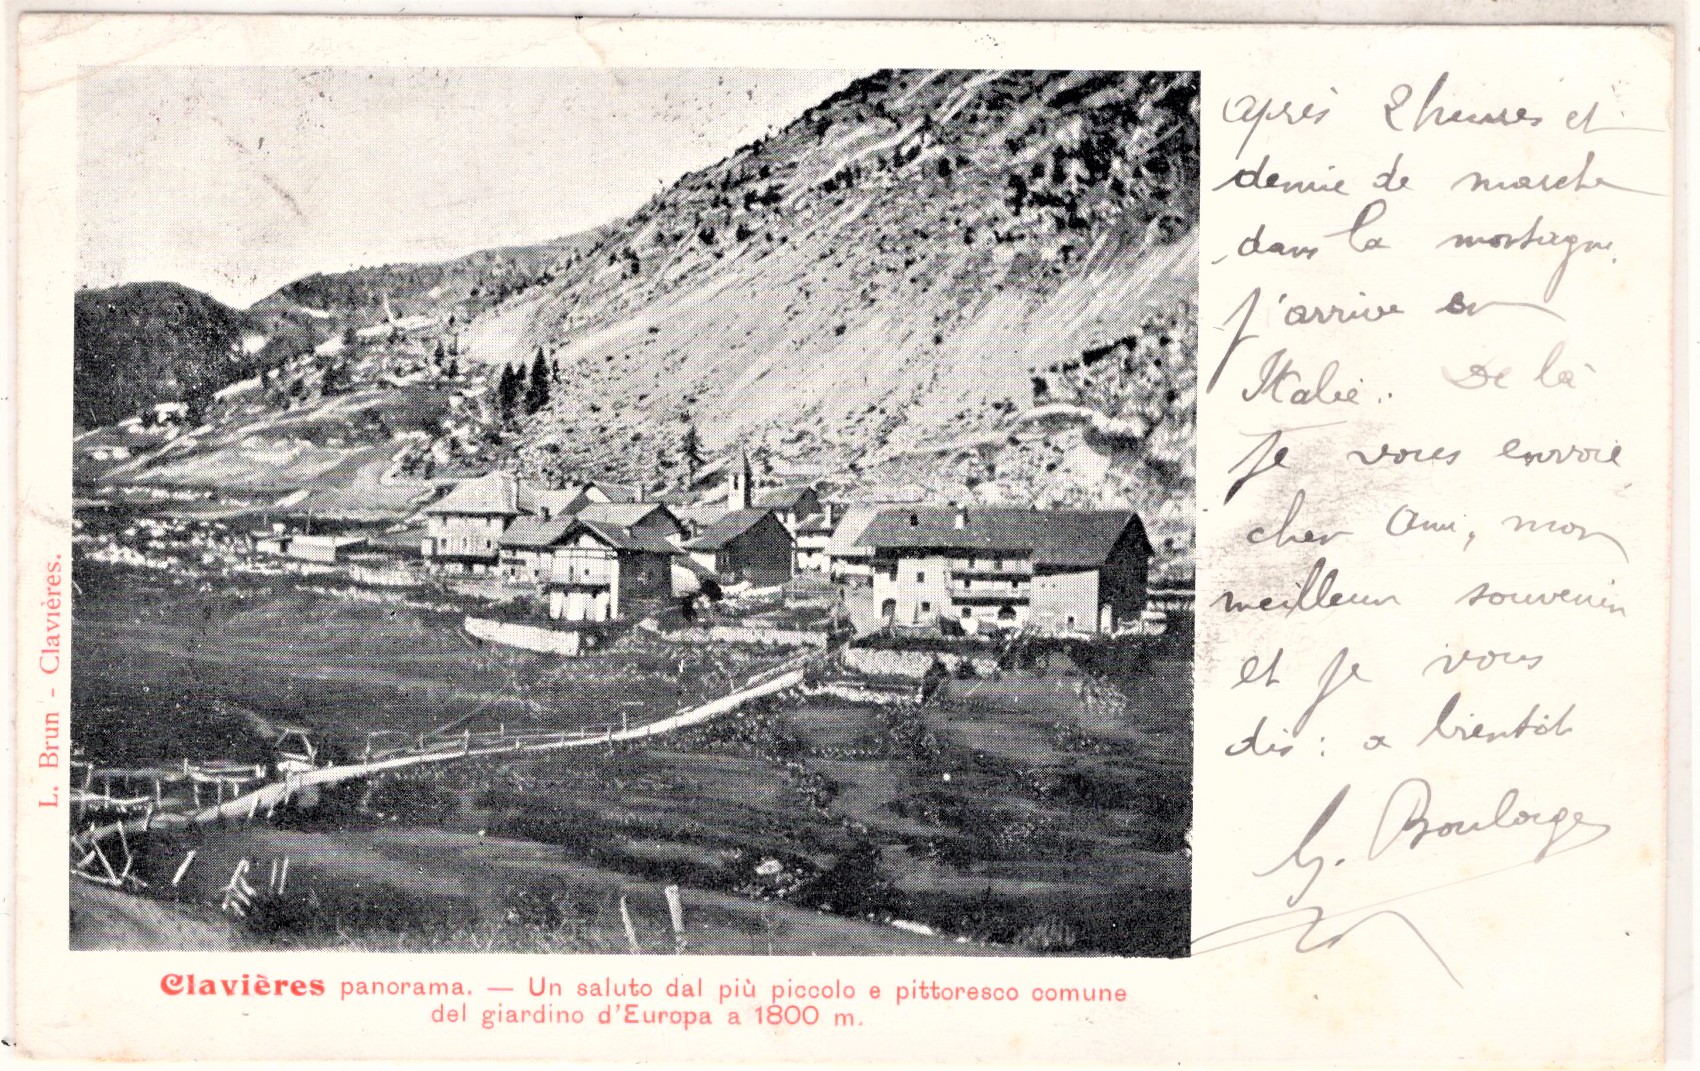 après 2 heures et
demie de marche
dans la montagne,
j'arrive en
Italie. De là
je vous envoie
cher Ami, mon
meilleur souvenir
et je vous
dis : a bientôt
G. Boulange
L. Brun - Clavières.
Clavières panorama. — Un saluto dal più piccolo e pittoresco comune
del giardino d'Europa a 1800 m.